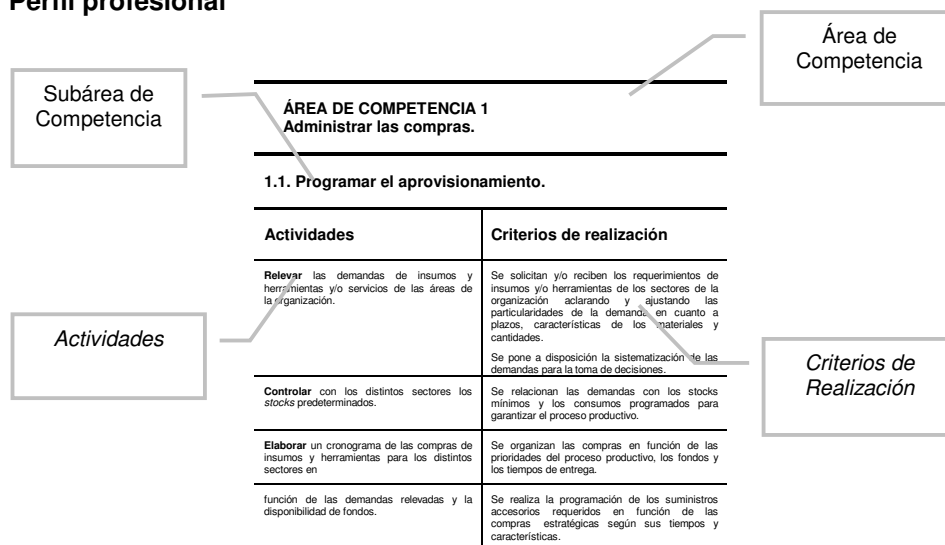 Perfil profesional
Área de
Competencia
Subárea de
Competencia
ÁREA DE COMPETENCIA 1
Administrar las compras.
1.1. Programar el aprovisionamiento.
Actividades
Criterios de realización
Relevar las demandas de insumos y
herramientas y/o servicios de las áreas de
la organización.
Se solicitan y/o reciben los requerimientos de
insumos y/o herramientas de los sectores de la
organización aclarando y ajustando las
particularidades de la demanda en cuanto a
plazos, características de los materiales y
cantidades.
Se pone a disposición la sistematización de las
demandas para la toma de decisiones.
Actividades
Criterios de
Realización
Controlar con los distintos sectores los
stocks predeterminados.
Se relacionan las demandas con los stocks
mínimos y los consumos programados para
garantizar el proceso productivo.
Elaborar un cronograma de las compras de
insumos y herramientas para los distintos
sectores en
Se organizan las compras en función de las
prioridades del proceso productivo, los fondos y
los tiempos de entrega.
función de las demandas relevadas y la
disponibilidad de fondos.
Se realiza la programación de los suministros
accesorios requeridos en función de las
compras estratégicas según sus tiempos y
características.